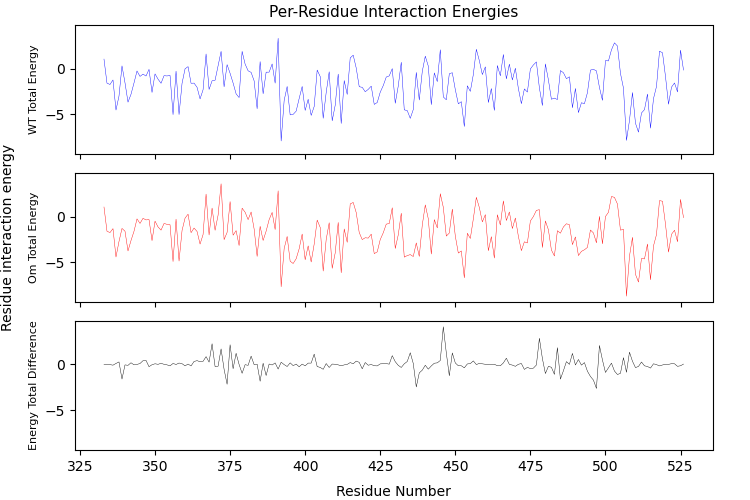 Per-Residue Interaction Energies
Residue interaction energy
WT Total Energy
0
−5
Om Total Energy
0
−5
Energy Total Difference
0
−5
325 350 375 400 425 450 475 500 525
Residue Number